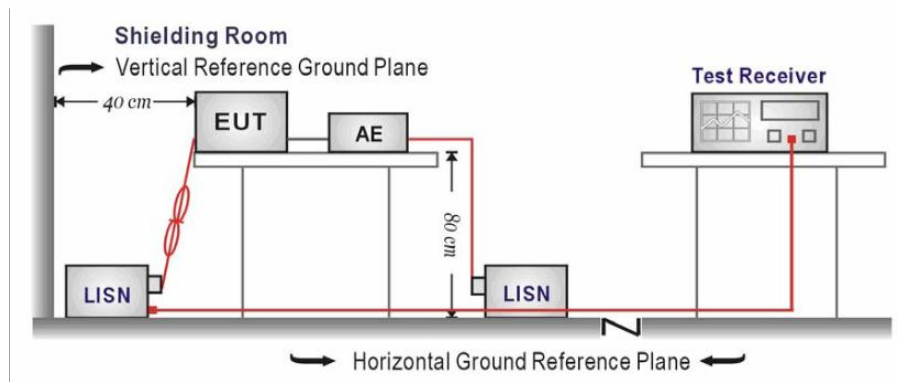 Shielding Room
Vertical Reference Ground Plane
40 cm
Test Receiver
EUT
AE
80 cm
LISN
LISN
Horizontal Ground Reference Plane